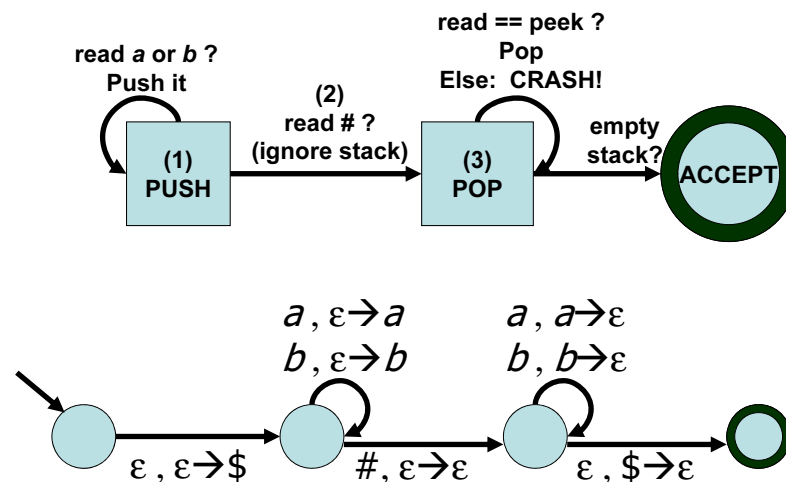 read a or b ?
Push it
(1)
PUSH
(2)
read # ?
(ignore stack)
read == peek ?
Pop
Else: CRASH!
(3)
POP
empty
stack?
ACCEPT
a , ε→a
b , ε→b
a , a→ε
b , b→ε
ε , ε→$
#, ε→ε
ε, $→ε